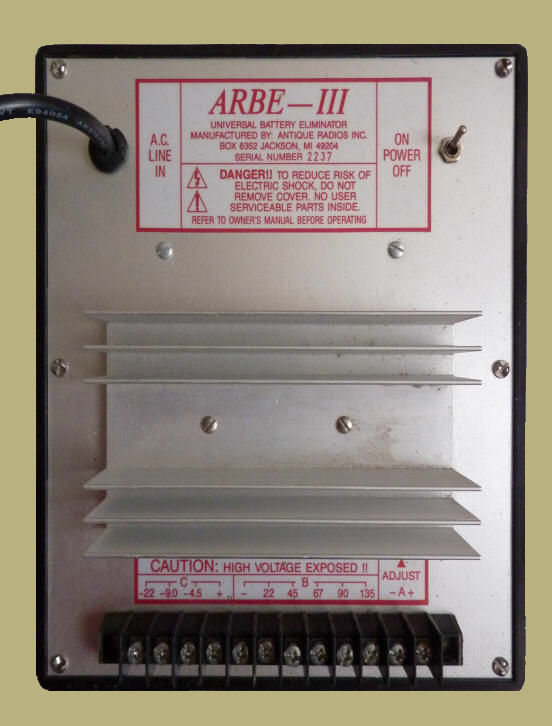 ARBE—III
UNIVERSAL BATTERY ELIMINATOR
MANUFACTURED BY: ANTIQUE RADIOS INC.
BOX 6352 JACKSON, MI 49204
SERIAL NUMBER 2237
A.C.
LINE
IN
ON
POWER
OFF
DANGER!! TO REDUCE RISK OF
ELECTRIC SHOCK, DO NOT
REMOVE COVER. NO USER
SERVICEABLE PARTS INSIDE.
REFER TO OWNER'S MANUAL BEFORE OPERATING
E94024
CAUTION: HIGH VOLTAGE EXPOSED !!
C
-22 -9.0 -4.5 +
B
- 22 45 67 90 135
ADJUST
- A +